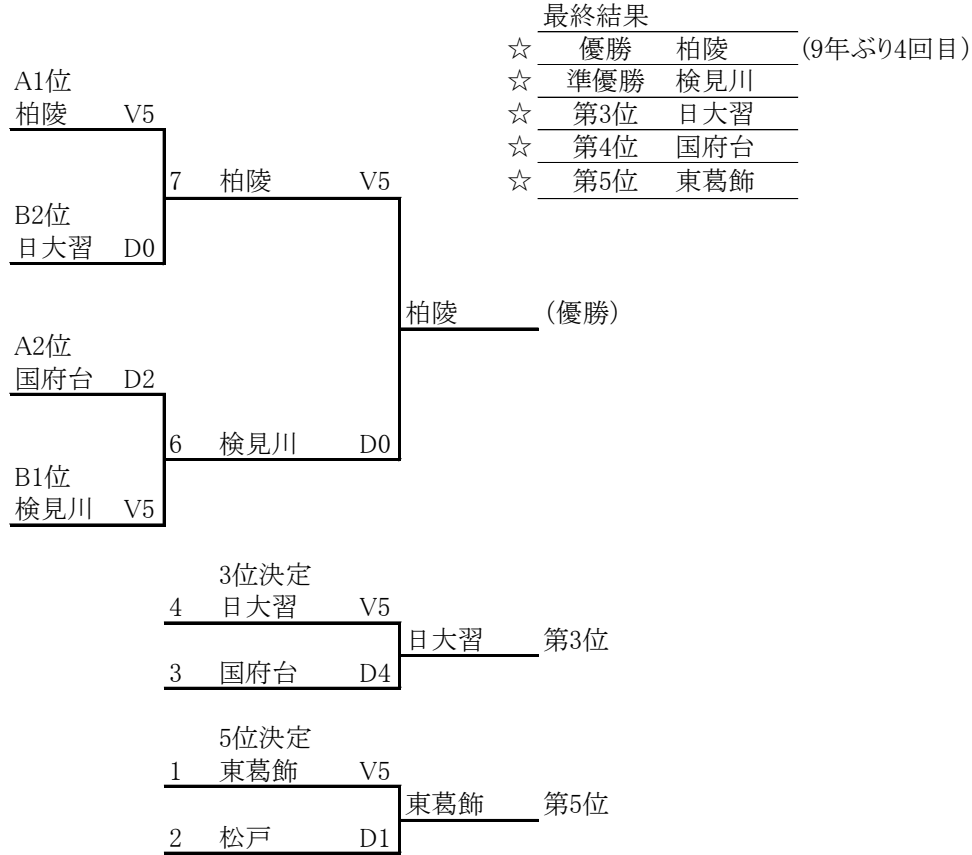 最終結果
☆ 優勝 柏陵 (9年ぶり4回目)
☆ 準優勝 検見川
☆ 第3位 日大習
☆ 第4位 国府台
☆ 第5位 東葛飾
A1位
柏陵 V5
7 柏陵 V5
B2位
日大習 D0
柏陵 (優勝)
A2位
国府台 D2
6 検見川 D0
B1位
検見川 V5
3位決定
4 日大習 V5
日大習 第3位
3 国府台 D4
5位決定
1 東葛飾 V5
東葛飾 第5位
2 松戸 D1